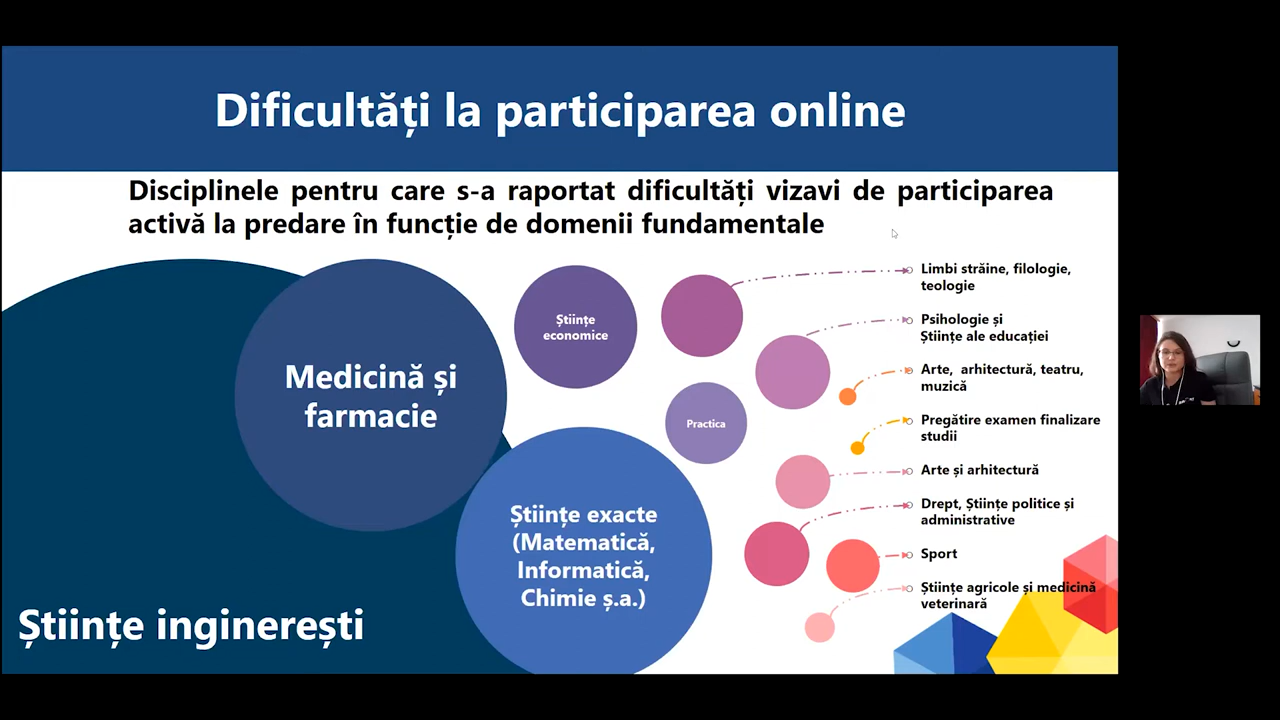 Dificultăți la participarea online
Disciplinele pentru care s-a raportat dificultăți vizavi de participarea
activă la predare în funcție de domenii fundamentale
Științe
economice
Medicină și
farmacie
Practica
Științe exacte
(Matematică,
Informatică,
Chimie ș.a.)
Științe inginerești
Limbi străine, filologie,
teologie
Psihologie și
Științe ale educației
Arte, arhitectură, teatru,
muzică
Pregătire examen finalizare
studii
Arte și arhitectură
Drept, Științe politice și
administrative
Sport
Științe agricole și medicină
veterinară